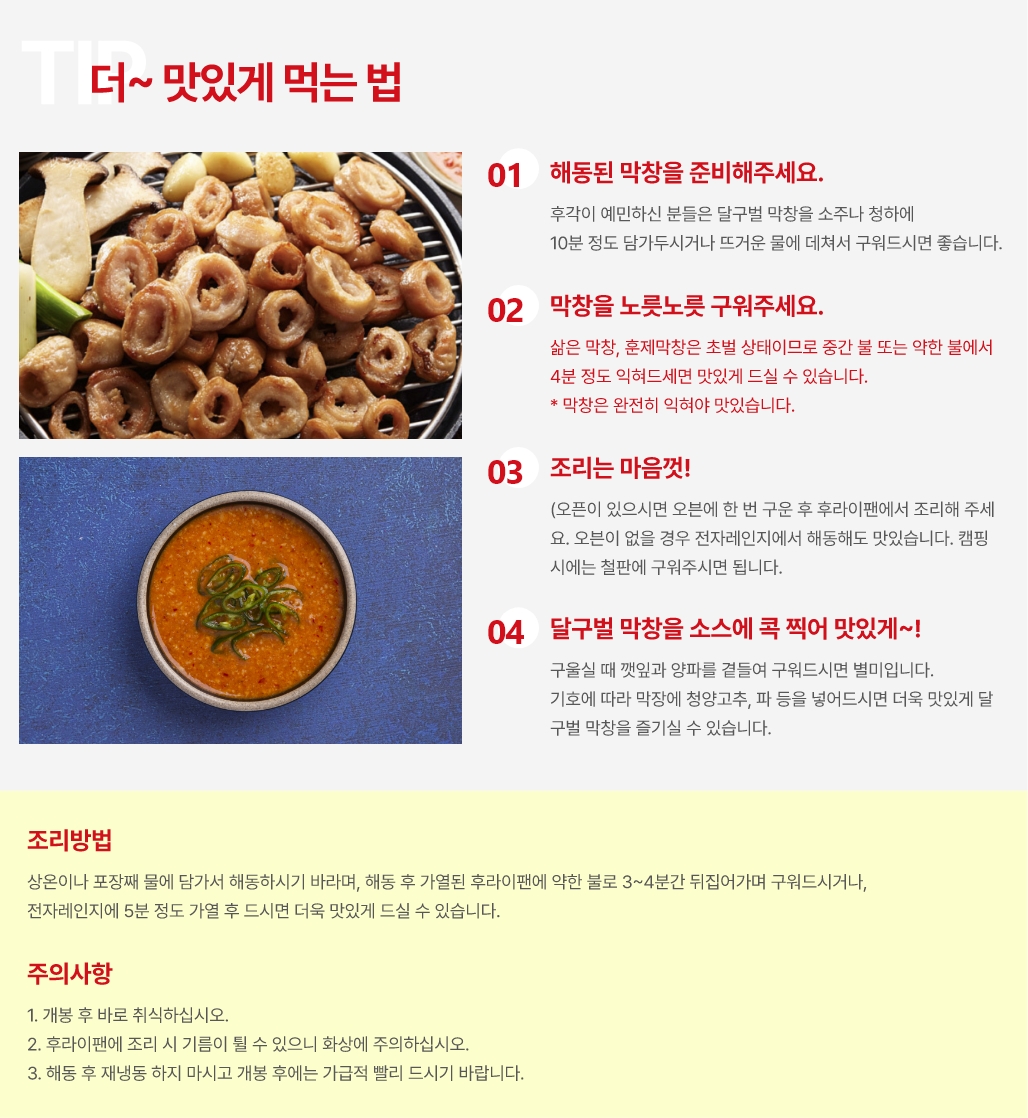 TIP
더~ 맛있게 먹는 법
01 해동된 막창을 준비해주세요.
후각이 예민하신 분들은 달구벌 막창을 소주나 청하에
10분 정도 담가두시거나 뜨거운 물에 데쳐서 구워드시면 좋습니다.
02 막창을 노릇노릇 구워주세요.
삶은 막창, 훈제막창은 초벌 상태이므로 중간 불 또는 약한 불에서
4분 정도 익혀드세면 맛있게 드실 수 있습니다.
* 막창은 완전히 익혀야 맛있습니다.
03 조리는 마음껏!
(오픈이 있으시면 오븐에 한 번 구운 후 후라이팬에서 조리해 주세
요. 오븐이 없을 경우 전자레인지에서 해동해도 맛있습니다. 캠핑
시에는 철판에 구워주시면 됩니다.
04 달구벌 막창을 소스에 콕 찍어 맛있게~!
구울실 때 깻잎과 양파를 곁들여 구워드시면 별미입니다.
기호에 따라 막장에 청양고추, 파 등을 넣어드시면 더욱 맛있게 달
구벌 막창을 즐기실 수 있습니다.
조리방법
상온이나 포장째 물에 담가서 해동하시기 바라며, 해동 후 가열된 후라이팬에 약한 불로 3~4분간 뒤집어가며 구워드시거나,
전자레인지에 5분 정도 가열 후 드시면 더욱 맛있게 드실 수 있습니다.
주의사항
1. 개봉 후 바로 취식하십시오.
2. 후라이팬에 조리 시 기름이 튈 수 있으니 화상에 주의하십시오.
3. 해동 후 재냉동 하지 마시고 개봉 후에는 가급적 빨리 드시기 바랍니다.